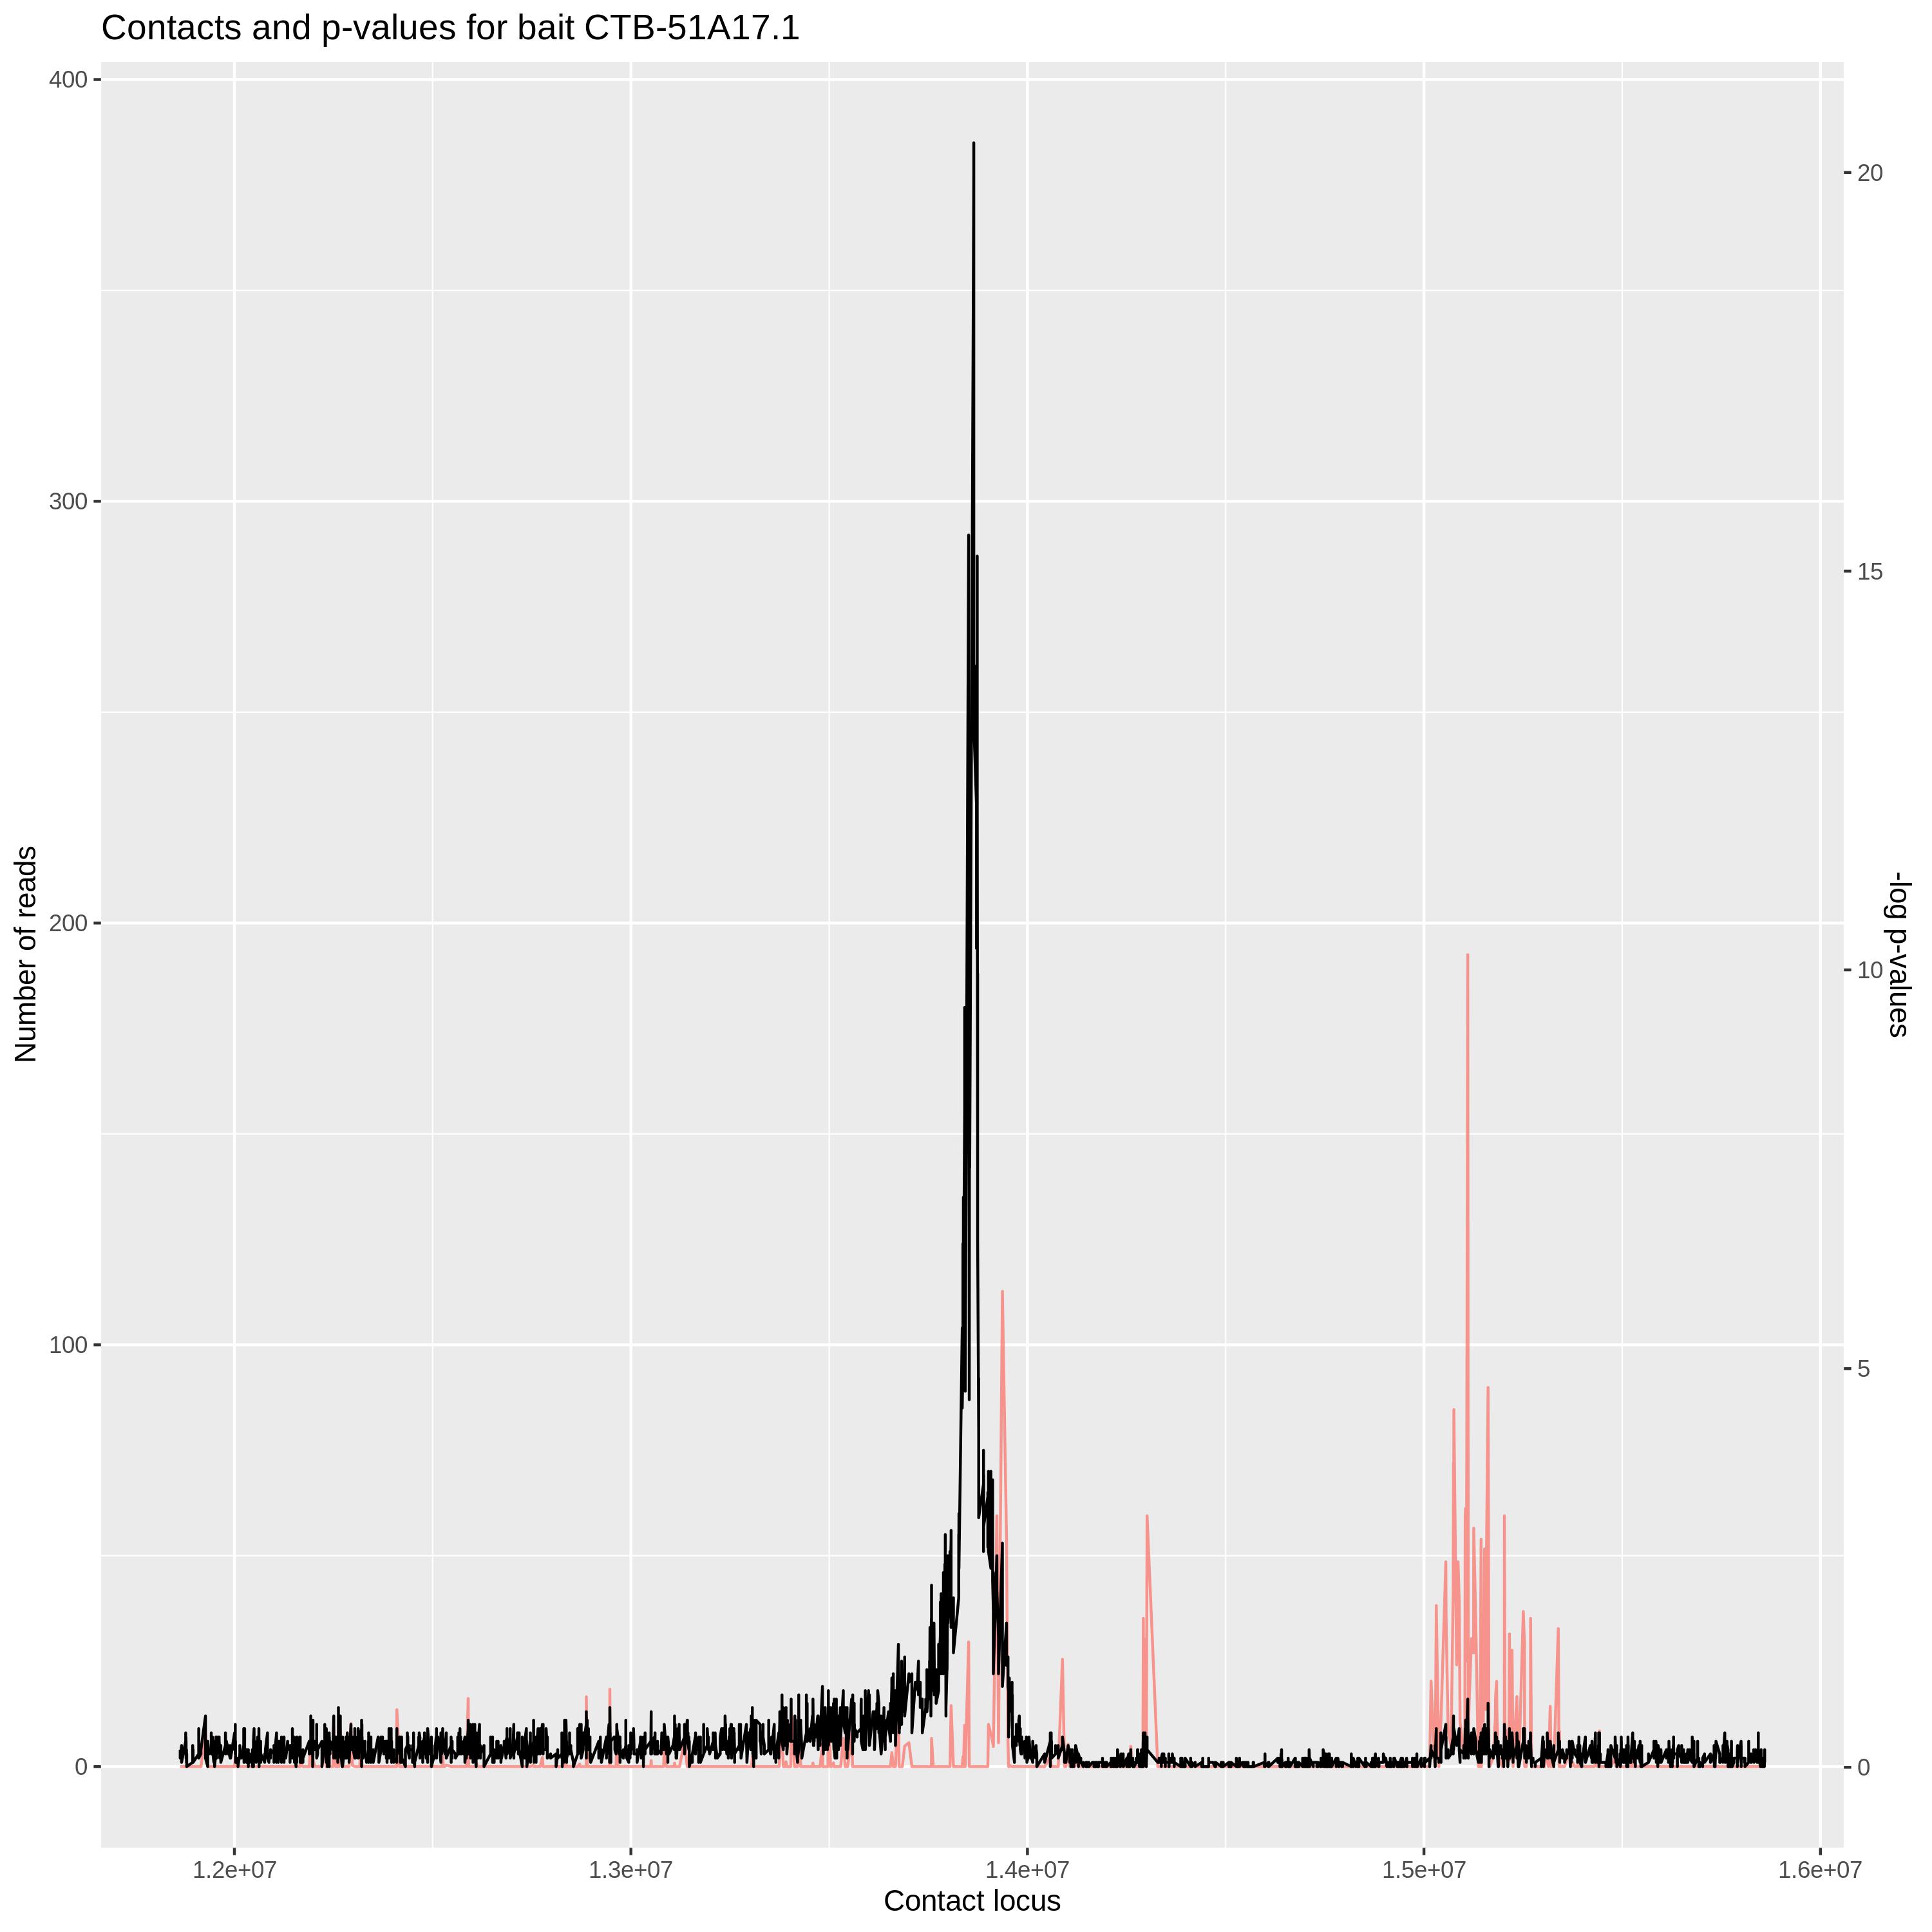 Contacts and p-values for bait CTB-51A17.1
400
300
200
100
0
Number of reads
20
15
10
5
0
-log p-values
1.2e+07
1.3e+07
1.4e+07
1.5e+07
1.6e+07
Contact locus